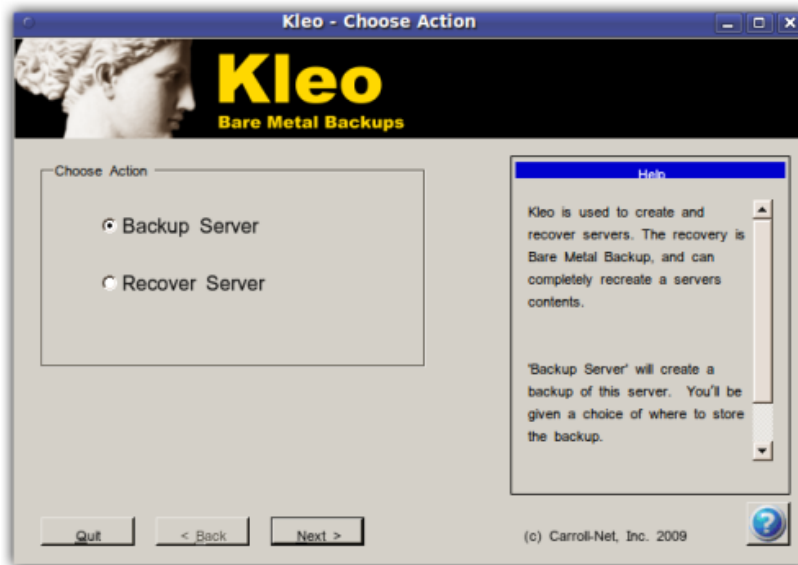 Kleo - Choose Action
Kleo
Bare Metal Backups
Choose Action
Backup Server
Recover Server
Help
Kleo is used to create and
recover servers. The recovery is
Bare Metal Backup, and can
completely recreate a servers
contents.
'Backup Server' will create a
backup of this server. You'll be
given a choice of where to store
the backup.
Quit
< Back
Next >
(c) Carroll-Net, Inc. 2009
?